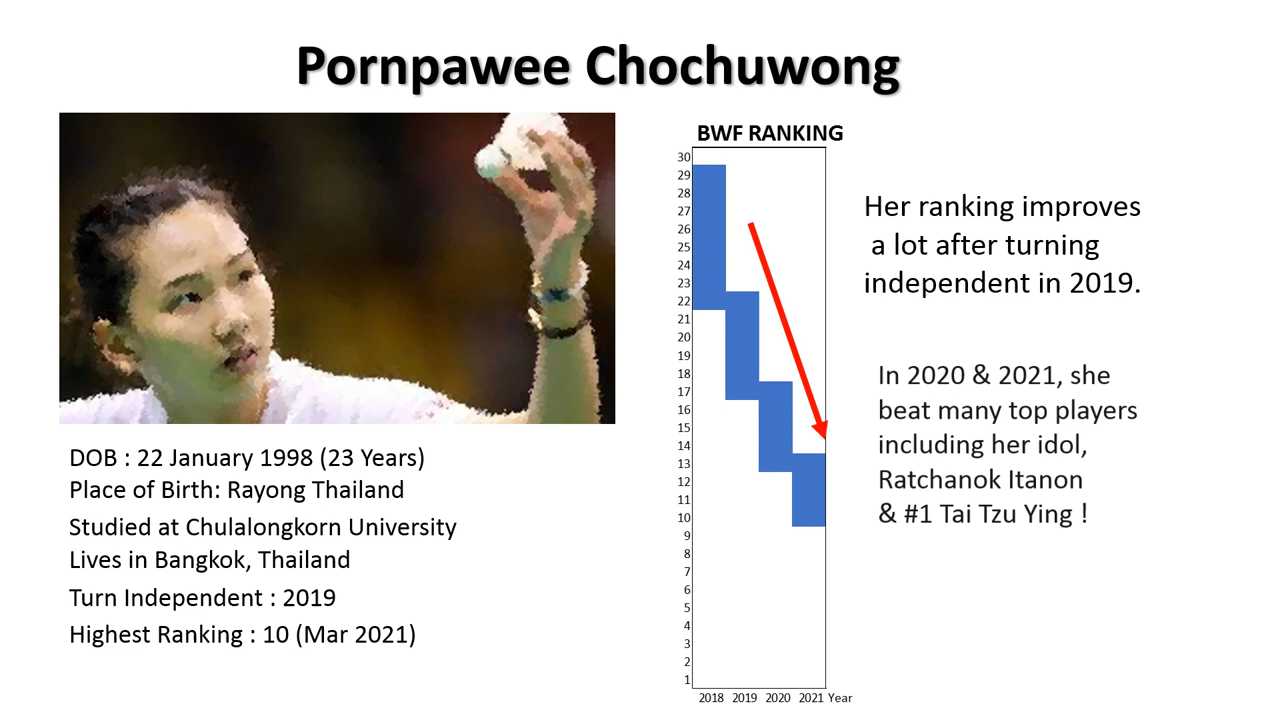 Pornpawee Chochuwong
BWF RANKING
30
29
28
27
26
25
24
23
22
21
20
19
18
17
16
15
14
13
12
11
10
9
8
7
6
5
4
3
2
1
2018 2019 2020 2021 Year
Her ranking improves
a lot after turning
independent in 2019.
In 2020 & 2021, she
beat many top players
including her idol,
Ratchanok Itanon
& #1 Tai Tzu Ying !
DOB : 22 January 1998 (23 Years)
Place of Birth: Rayong Thailand
Studied at Chulalongkorn University
Lives in Bangkok, Thailand
Turn Independent : 2019
Highest Ranking : 10 (Mar 2021)